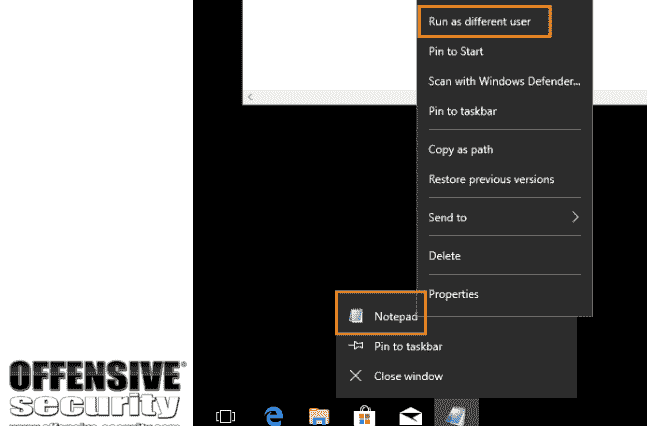 Run as different user
Pin to Start
Scan with Windows Defender...
Pin to taskbar
Copy as path
Restore previous versions
Send to
Delete
Properties
Notepad
Pin to taskbar
Close window
OFFENSIVE
security